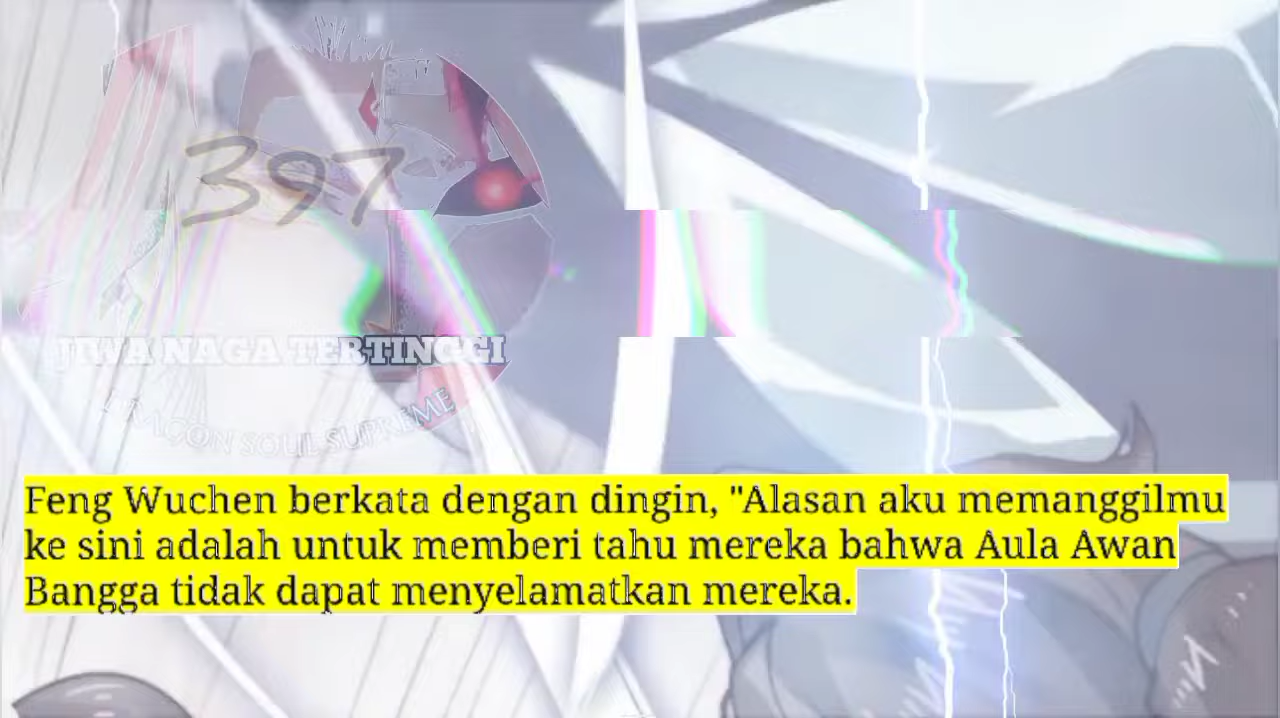 397
JIWA NAGA TERTINGGI
DRAGON SOUL SUPREME
Feng Wuchen berkata dengan dingin, "Alasan aku memanggilmu
ke sini adalah untuk memberi tahu mereka bahwa Aula Awan
Bangga tidak dapat menyelamatkan mereka.